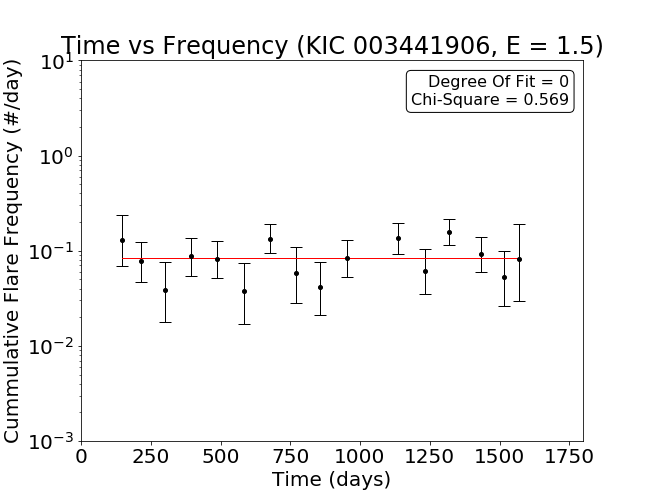 Time vs Frequency (KIC 003441906, E = 1.5)
Degree Of Fit = 0
Chi-Square = 0.569
Cummulative Flare Frequency (#/day)
10¹
10⁰
10⁻¹
10⁻²
10⁻³
0 250 500 750 1000 1250 1500 1750
Time (days)